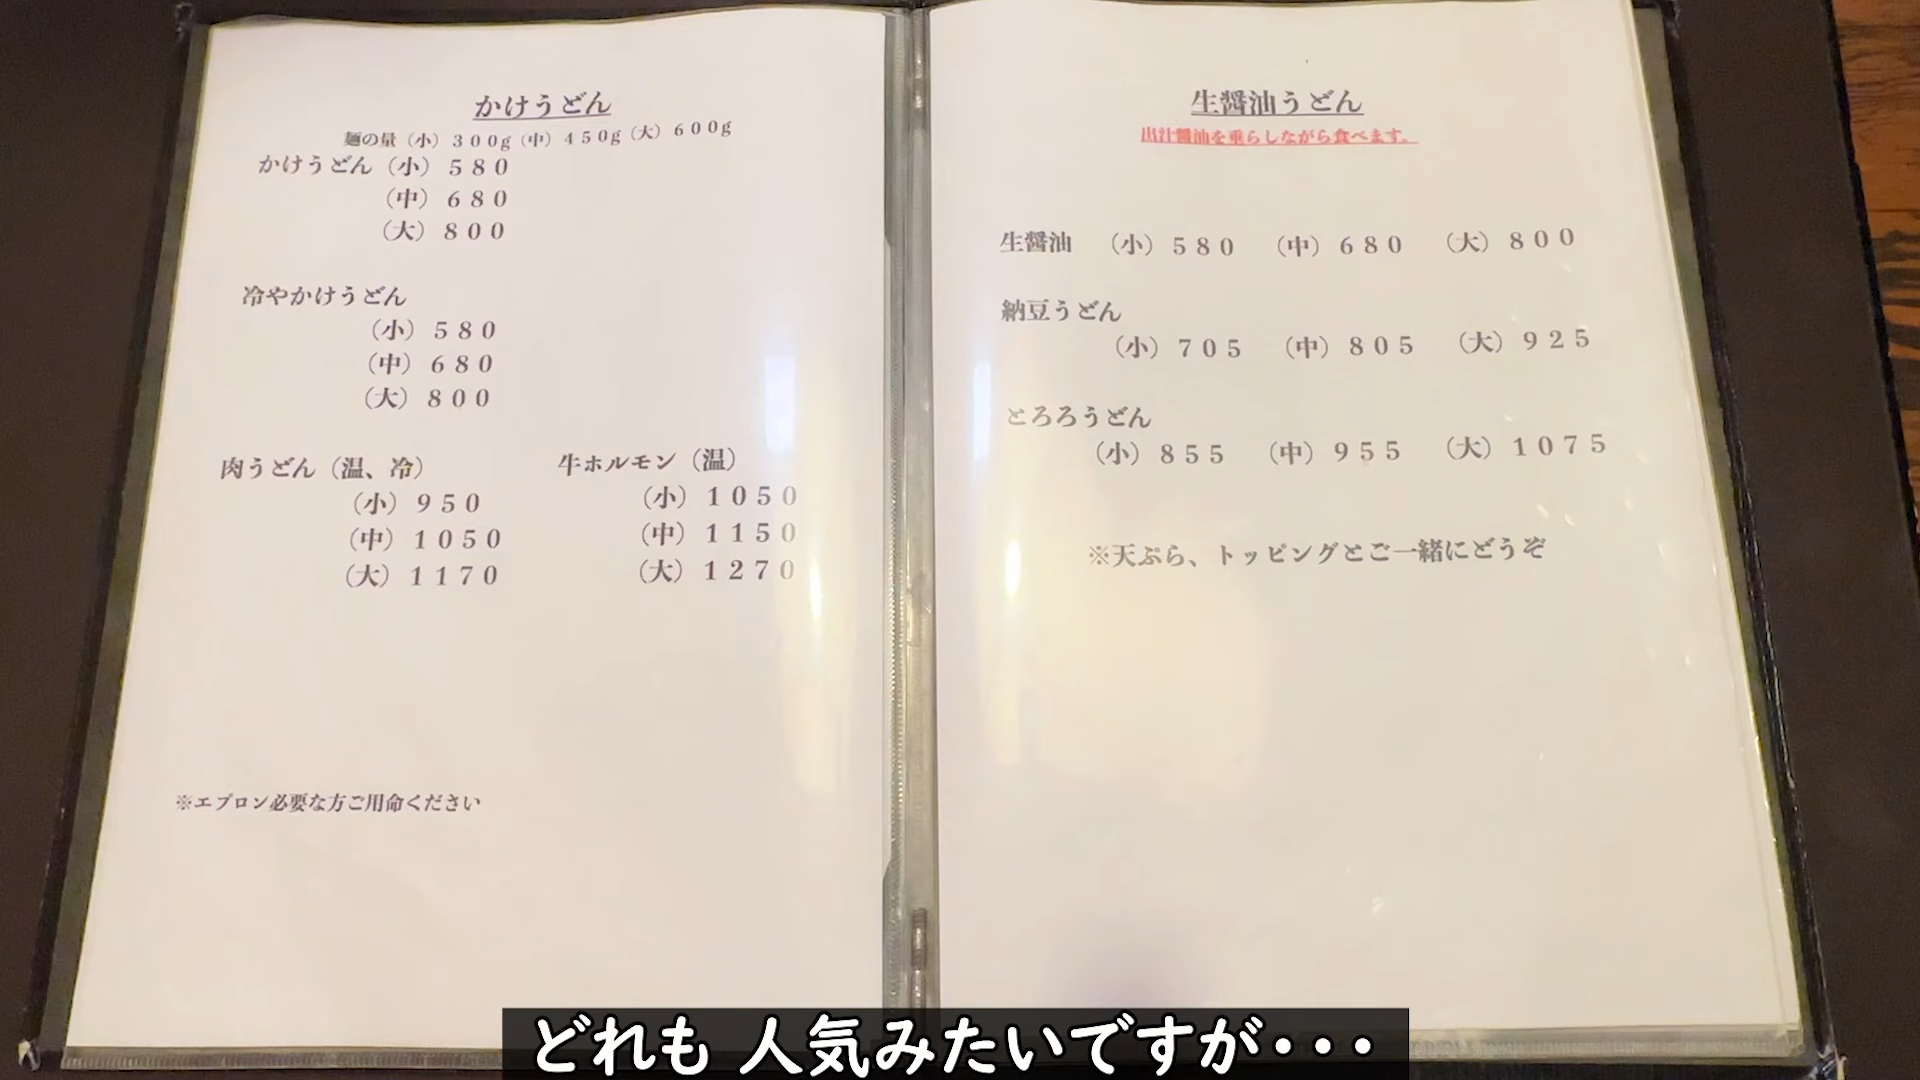 かけうどん
麺の量（小）３００g（中）４５０g（大）６００g
かけうどん（小）５８０
（中）６８０
（大）８００
冷やかけうどん
（小）５８０
（中）６８０
（大）８００
肉うどん（温、冷）
（小）９５０
（中）１０５０
（大）１１７０
牛ホルモン（温）
（小）１０５０
（中）１１５０
（大）１２７０
※エプロン必要な方ご用命ください
生醤油うどん
出汁醤油を垂らしながら食べます。
生醤油　（小）５８０　（中）６８０　（大）８００
納豆うどん
（小）７０５　（中）８０５　（大）９２５
とろろうどん
（小）８５５　（中）９５５　（大）１０７５
※天ぷら、トッピングとご一緒にどうぞ
どれも 人気みたいですが・・・